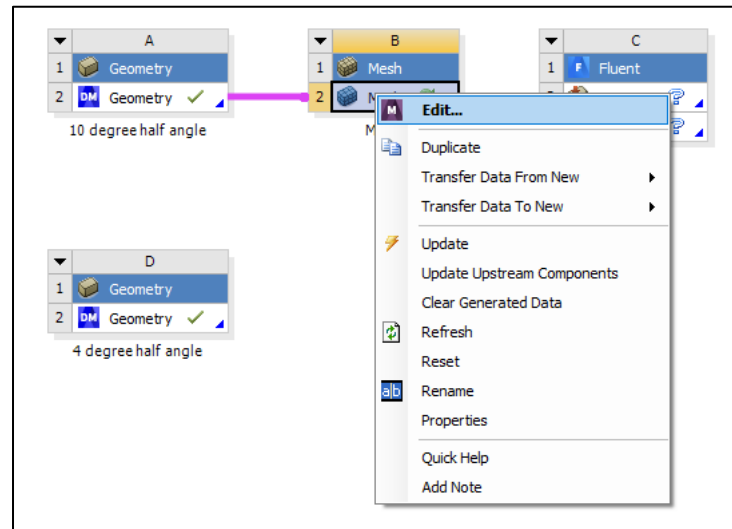 A
1 Geometry
2 DM Geometry
10 degree half angle
B
1 Mesh
2
C
1 F Fluent
M Edit...
Duplicate
Transfer Data From New
Transfer Data To New
Update
Update Upstream Components
Clear Generated Data
Refresh
Reset
a|b Rename
Properties
Quick Help
Add Note
D
1 Geometry
2 DM Geometry
4 degree half angle